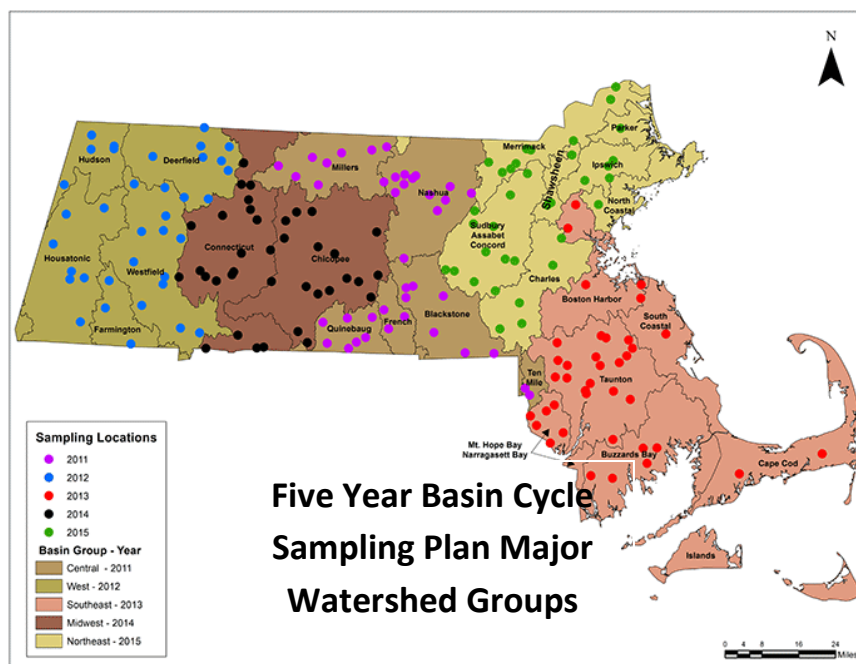 N
Parker
Merrimack
Ipswich
Shawsheen
Hudson
Deerfield
Millers
Nashua
North
Coastal
Sudbury
Assabet
Concord
Connecticut
Chicopee
Housatonic
Westfield
Charles
Boston Harbor
South
Coastal
Blackstone
Quinebaug
French
Farmington
Ten
Mile
Taunton
Mt. Hope Bay
Narragasett Bay
Buzzards Bay
Cape Cod
Islands
Sampling Locations
2011
2012
2013
2014
2015
Basin Group - Year
Central - 2011
West - 2012
Southeast - 2013
Midwest - 2014
Northeast - 2015
Five Year Basin Cycle
Sampling Plan Major
Watershed Groups
0 4 8 16 24
Miles